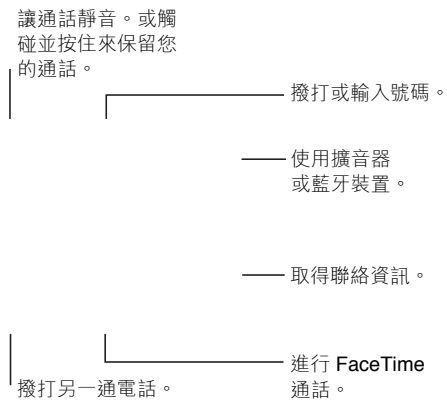 讓通話靜音。或觸
碰並按住來保留您
的通話。
撥打或輸入號碼。
使用擴音器
或藍牙裝置。
取得聯絡資訊。
進行 FaceTime
通話。
撥打另一通電話。